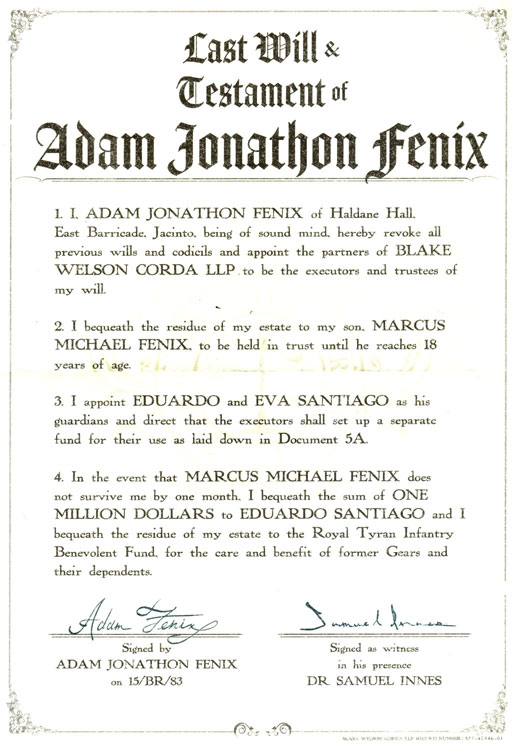 Last Will &
Testament of
Adam Jonathon Fenix
1. I, ADAM JONATHON FENIX of Haldane Hall,
East Barricade, Jacinto, being of sound mind, hereby revoke all
previous wills and codicils and appoint the partners of BLAKE
WELSON CORDA LLP to be the executors and trustees of
my will.
2. I bequeath the residue of my estate to my son, MARCUS
MICHAEL FENIX, to be held in trust until he reaches 18
years of age.
3. I appoint EDUARDO and EVA SANTIAGO as his
guardians and direct that the executors shall set up a separate
fund for their use as laid down in Document 5A.
4. In the event that MARCUS MICHAEL FENIX does
not survive me by one month, I bequeath the sum of ONE
MILLION DOLLARS to EDUARDO SANTIAGO and I
bequeath the residue of my estate to the Royal Tyran Infantry
Benevolent Fund, for the care and benefit of former Gears and
their dependents.
Adam Fenix
Signed by
ADAM JONATHON FENIX
on 15/BR/83
Samuel Innes
Signed as witness
in his presence
DR. SAMUEL INNES
BLAKE WELSON CORDA LLP RECORD NUMBER: